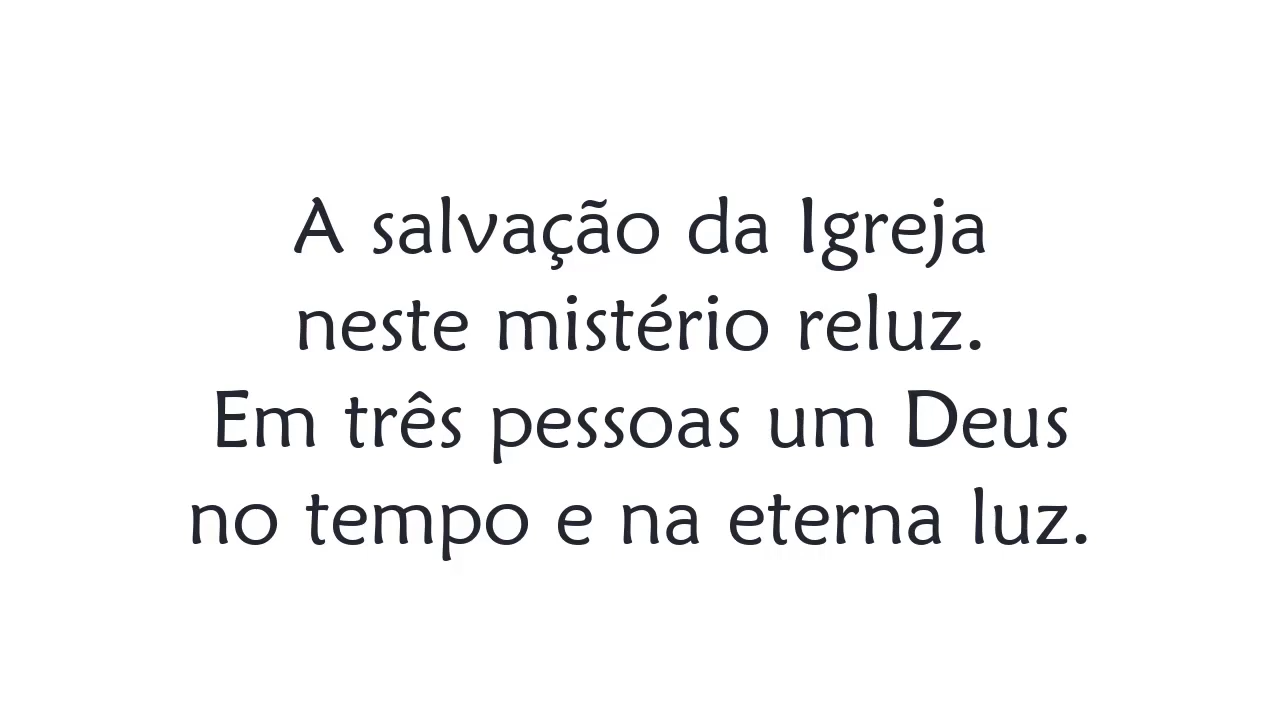 A salvação da Igreja
neste mistério reluz.
Em três pessoas um Deus
no tempo e na eterna luz.